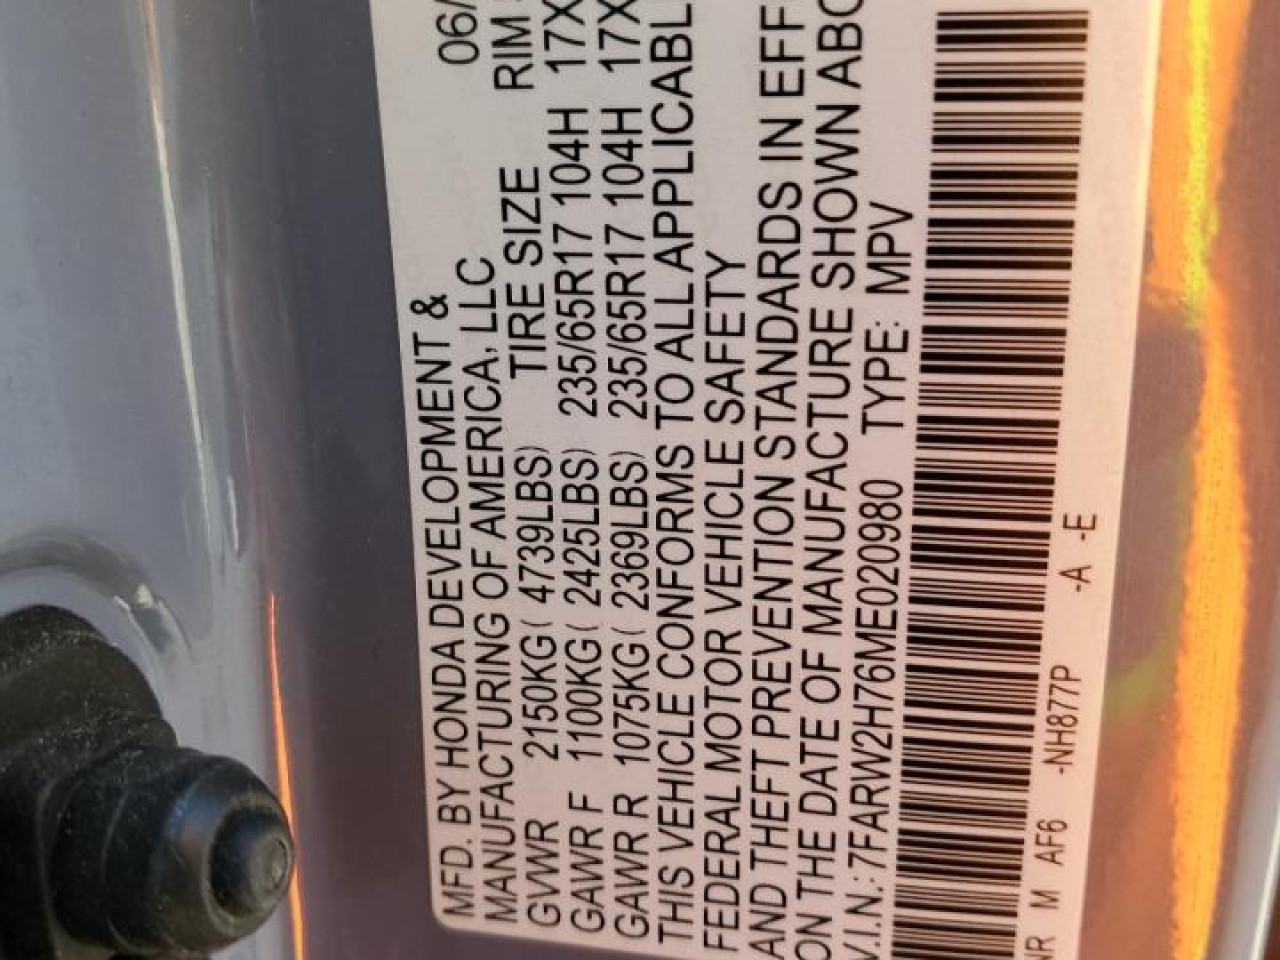 MFD. BY HONDA DEVELOPMENT & 06/
MANUFACTURING OF AMERICA, LLC
GVWR 2150KG( 4739LBS) TIRE SIZE RIM
GAWR F 1100KG( 2425LBS) 235/65R17 104H 17X
GAWR R 1075KG( 2369LBS) 235/65R17 104H 17X
THIS VEHICLE CONFORMS TO ALL APPLICABL
FEDERAL MOTOR VEHICLE SAFETY
AND THEFT PREVENTION STANDARDS IN EFF
ON THE DATE OF MANUFACTURE SHOWN ABO
V.I.N.:7FARW2H76ME020980 TYPE: MPV
NR M AF6 -NH877P -A -E